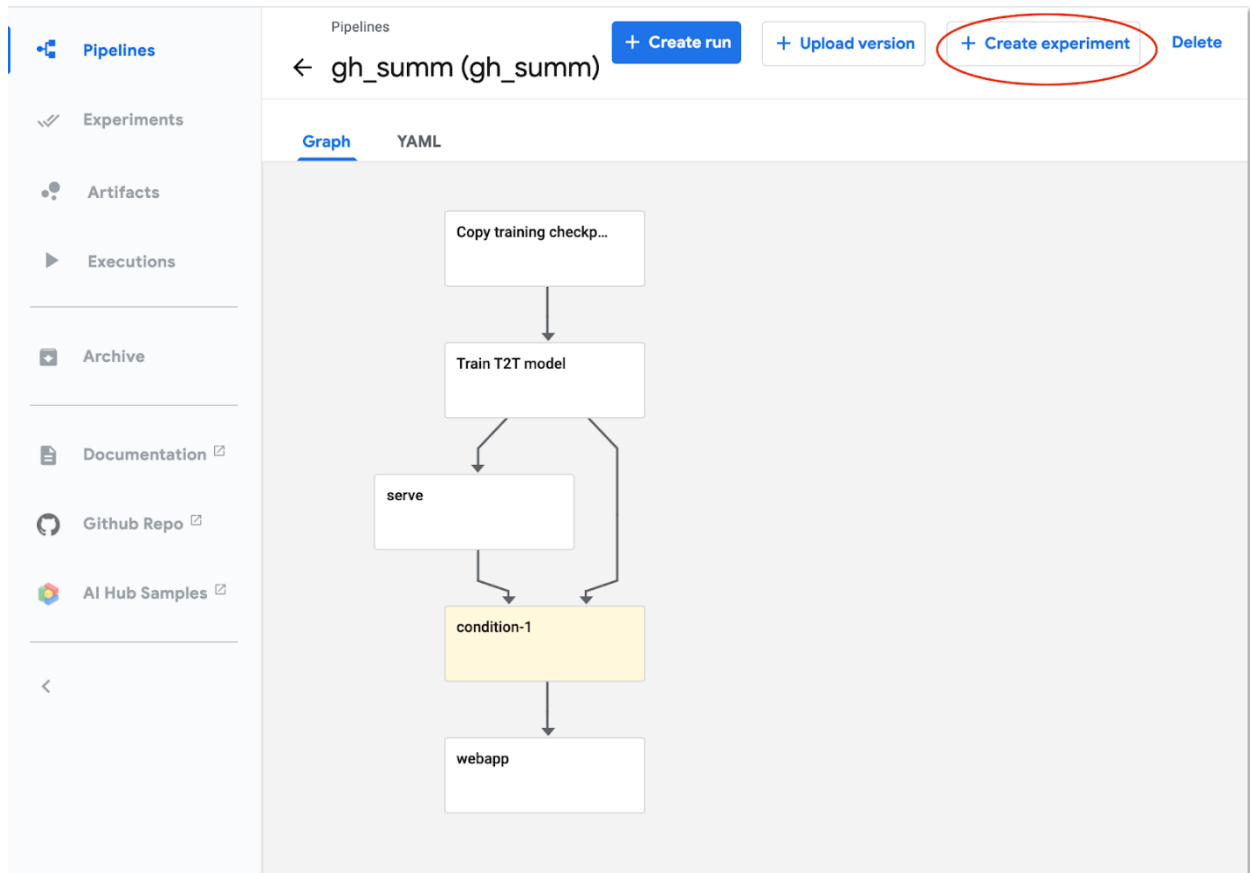 Pipelines
Experiments
Artifacts
Executions
Archive
Documentation
Github Repo
AI Hub Samples
Pipelines
gh_summ (gh_summ)
+ Create run
+ Upload version
+ Create experiment
Delete
Graph
YAML
Copy training checkp...
Train T2T model
serve
condition-1
webapp